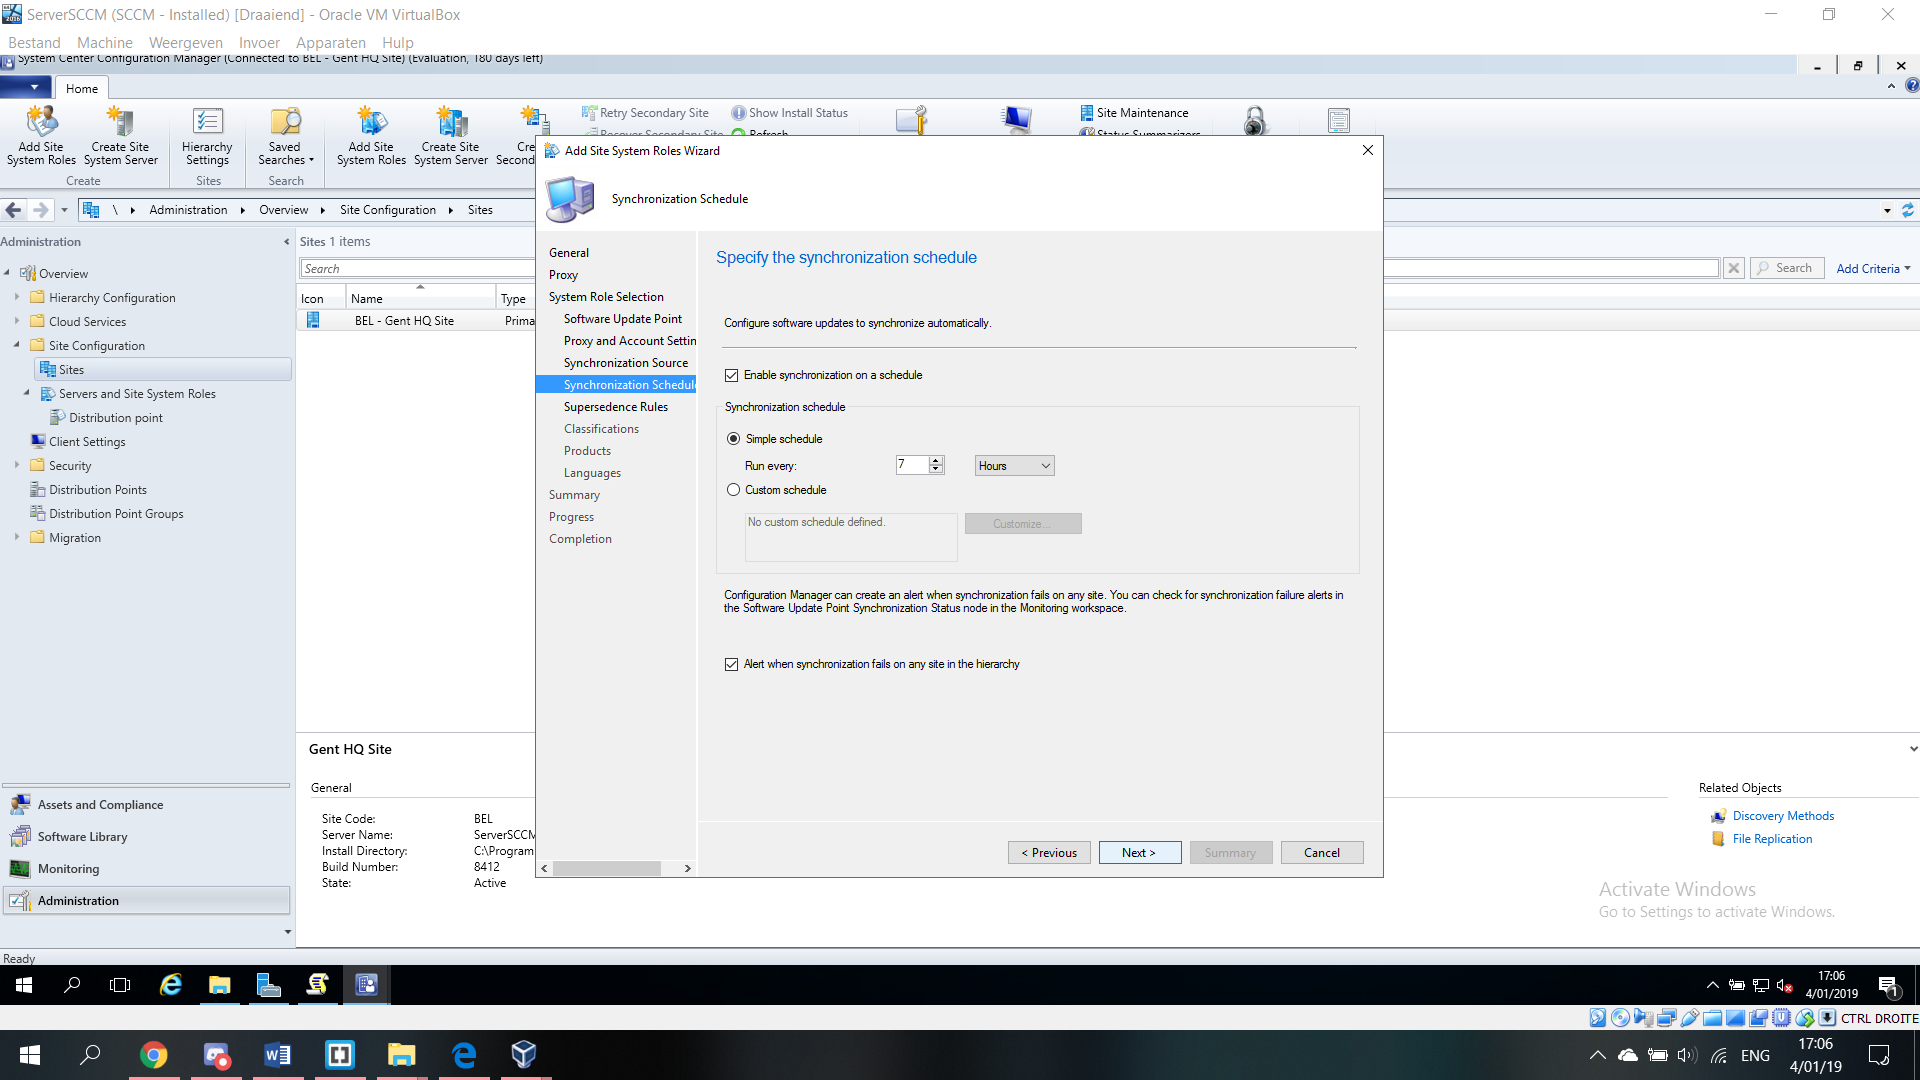 ServerSCCM (SCCM - Installed) [Draaiend] - Oracle VM VirtualBox
Bestand Machine Weergeven Invoer Apparaten Hulp
System Center Configuration Manager (Connected to BEL - Gent HQ Site) (Evaluation, 180 days left)
Home
Add Site System Roles
Create Site System Server
Create
Hierarchy Settings
Sites
Saved Searches
Search
Add Site System Roles
Create Site System Server
Cre
Second
Retry Secondary Site
Recover Secondary Site
Show Install Status
Refresh
Site Maintenance
Status Summarizers
\ Administration Overview Site Configuration Sites
Administration
Overview
Hierarchy Configuration
Cloud Services
Site Configuration
Sites
Servers and Site System Roles
Distribution point
Client Settings
Security
Distribution Points
Distribution Point Groups
Migration
Assets and Compliance
Software Library
Monitoring
Administration
Ready
Sites 1 items
Search
Search
Add Criteria
Icon Name Type
BEL - Gent HQ Site Prima
Add Site System Roles Wizard
Synchronization Schedule
General
Proxy
System Role Selection
Software Update Point
Proxy and Account Settin
Synchronization Source
Synchronization Schedule
Supersedence Rules
Classifications
Products
Languages
Summary
Progress
Completion
Specify the synchronization schedule
Configure software updates to synchronize automatically.
Enable synchronization on a schedule
Synchronization schedule
Simple schedule
Run every: 7 Hours
Custom schedule
No custom schedule defined.
Customize...
Configuration Manager can create an alert when synchronization fails on any site. You can check for synchronization failure alerts in
the Software Update Point Synchronization Status node in the Monitoring workspace.
Alert when synchronization fails on any site in the hierarchy
< Previous Next > Summary Cancel
Gent HQ Site
General
Site Code: BEL
Server Name: ServerSCCM
Install Directory: C:\Program
Build Number: 8412
State: Active
Related Objects
Discovery Methods
File Replication
Activate Windows
Go to Settings to activate Windows.
17:06
4/01/2019
1
CTRL DROITE
ENG
17:06
4/01/19